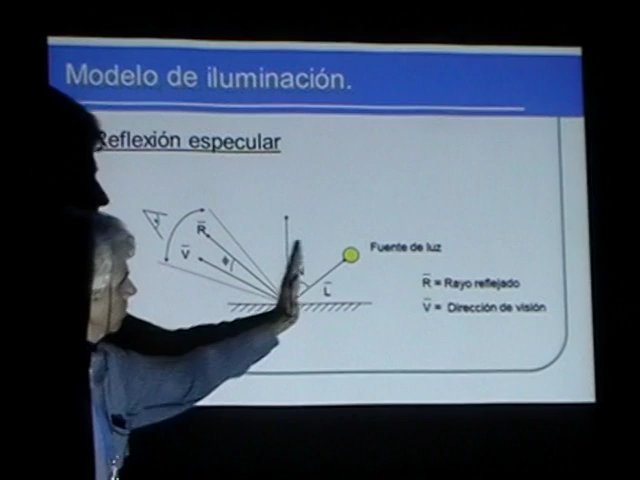 Modelo de iluminación.
Reflexión especular
R
V
Φ
L
Fuente de luz
R = Rayo reflejado
V = Dirección de visión